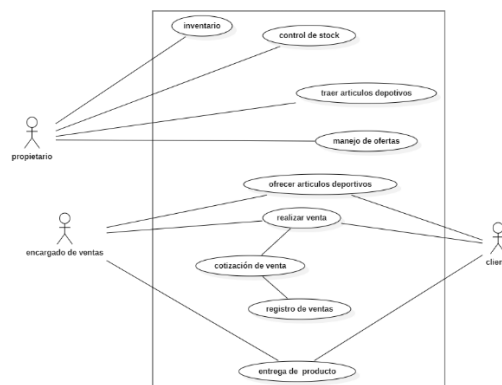 inventario
control de stock
traer articulos depotivos
propietario
manejo de ofertas
ofrecer articulos deportivos
realizar venta
encargado de ventas
clien
cotización de venta
registro de ventas
entrega de producto